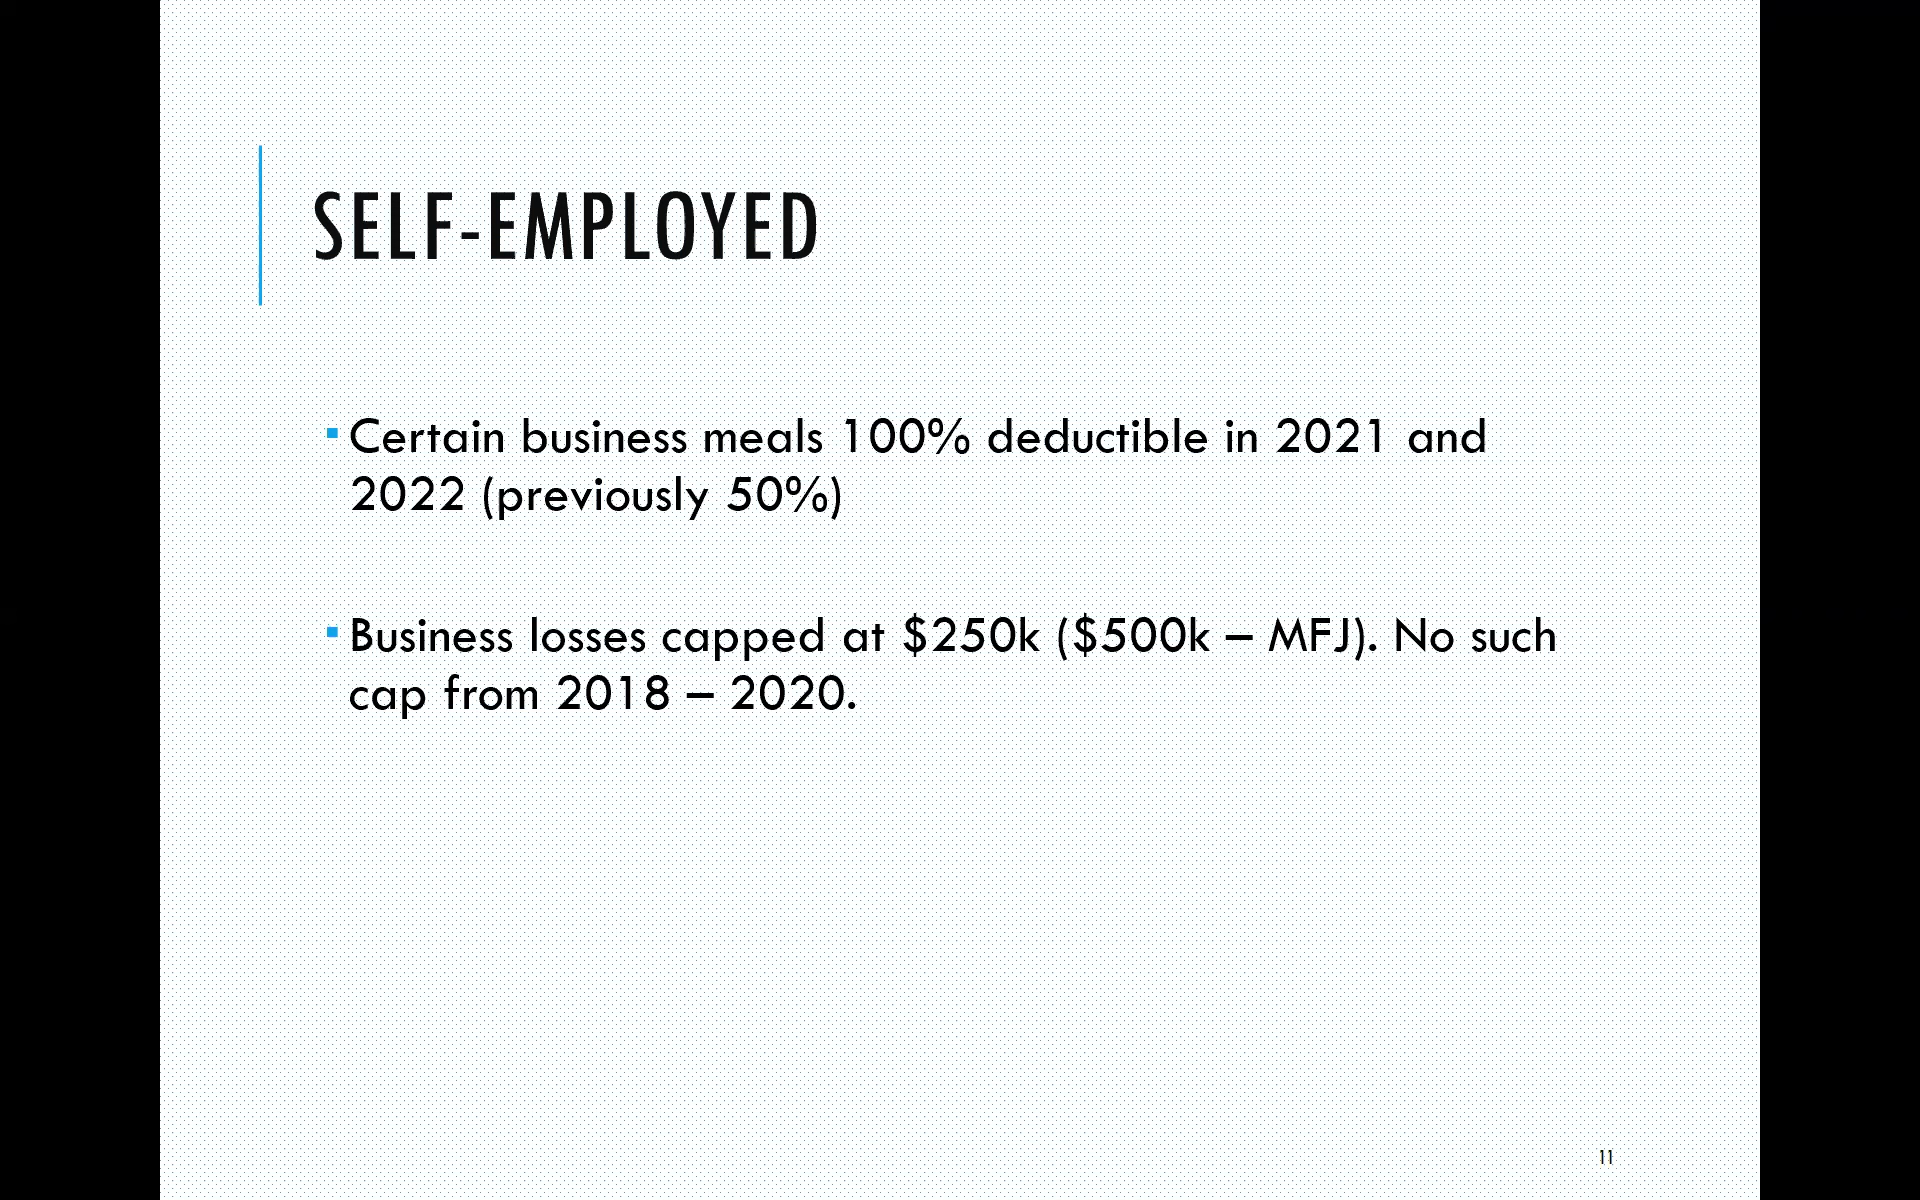 SELF-EMPLOYED
▪ Certain business meals 100% deductible in 2021 and
2022 (previously 50%)
▪ Business losses capped at $250k ($500k – MFJ). No such
cap from 2018 – 2020.
11